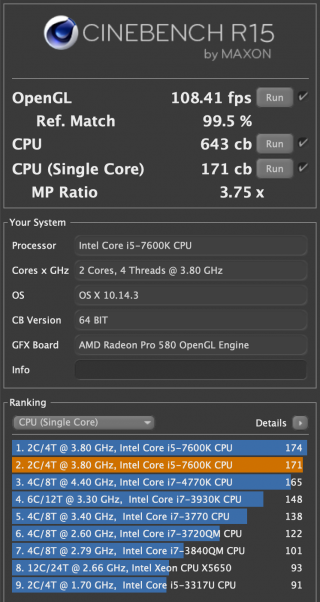 CINEBENCH R15
by MAXON
OpenGL 108.41 fps Run
Ref. Match 99.5 %
CPU 643 cb Run
CPU (Single Core) 171 cb Run
MP Ratio 3.75 x
Your System
Processor Intel Core i5-7600K CPU
Cores x GHz 2 Cores, 4 Threads @ 3.80 GHz
OS OS X 10.14.3
CB Version 64 BIT
GFX Board AMD Radeon Pro 580 OpenGL Engine
Info
Ranking
CPU (Single Core) Details
1. 2C/4T @ 3.80 GHz, Intel Core i5-7600K CPU 174
2. 2C/4T @ 3.80 GHz, Intel Core i5-7600K CPU 171
3. 4C/8T @ 4.40 GHz, Intel Core i7-4770K CPU 165
4. 6C/12T @ 3.30 GHz, Intel Core i7-3930K CPU 148
5. 4C/8T @ 3.40 GHz, Intel Core i7-3770 CPU 138
6. 4C/8T @ 2.60 GHz, Intel Core i7-3720QM CPU 122
7. 4C/8T @ 2.79 GHz, Intel Core i7-3840QM CPU 101
8. 12C/24T @ 2.66 GHz, Intel Xeon CPU X5650 93
9. 2C/4T @ 1.70 GHz, Intel Core i5-3317U CPU 91